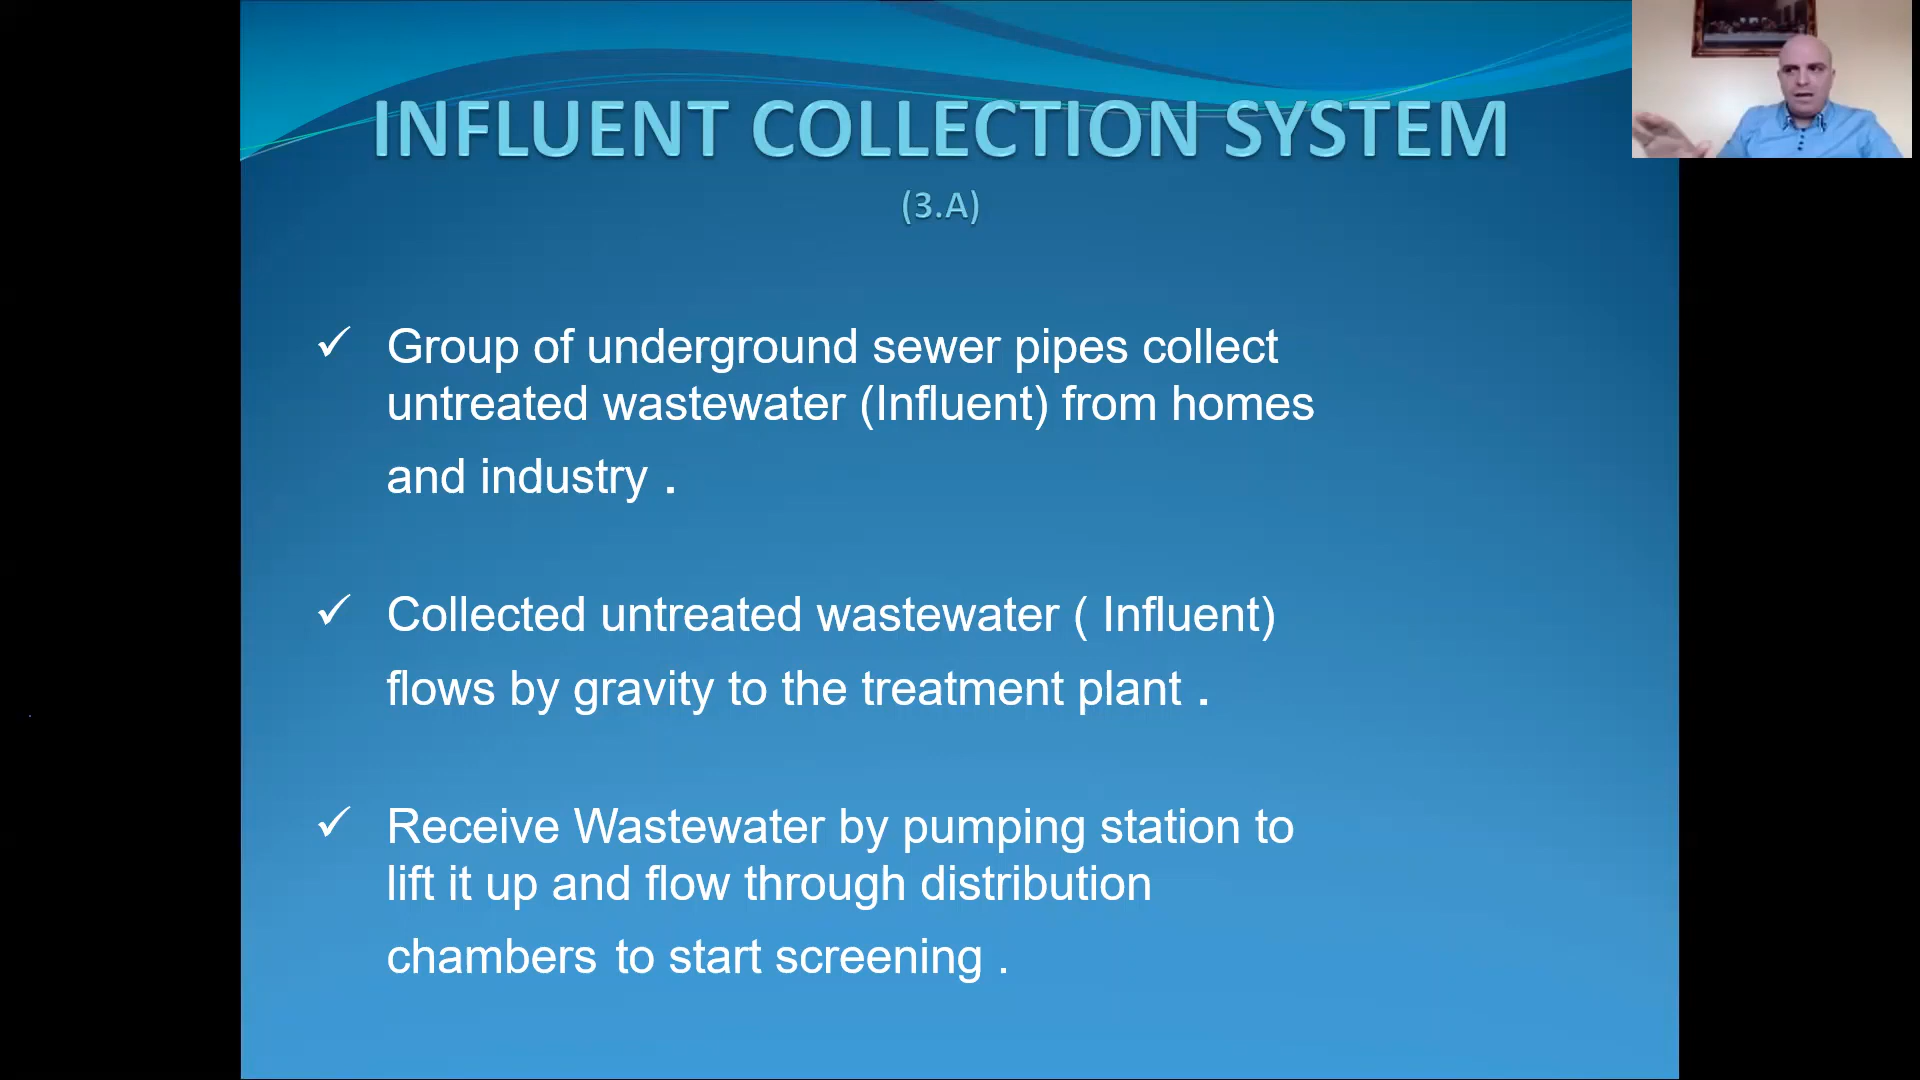 INFLUENT COLLECTION SYSTEM
(3.A)
✓ Group of underground sewer pipes collect
untreated wastewater (Influent) from homes
and industry .
✓ Collected untreated wastewater ( Influent)
flows by gravity to the treatment plant .
✓ Receive Wastewater by pumping station to
lift it up and flow through distribution
chambers to start screening .